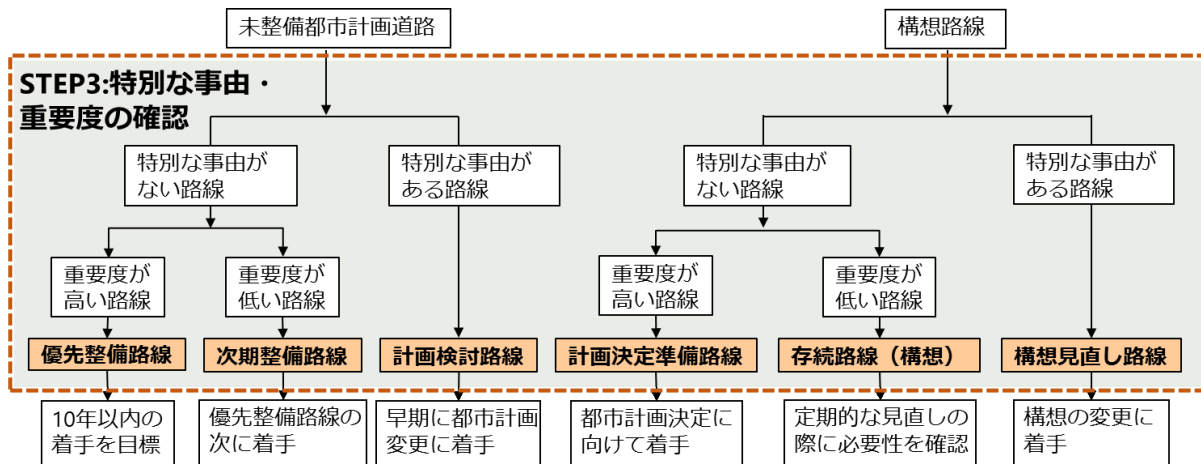 未整備都市計画道路
構想路線
STEP3:特別な事由・
重要度の確認
特別な事由が
ない路線
特別な事由が
ある路線
特別な事由が
ない路線
特別な事由が
ある路線
重要度が
高い路線
重要度が
低い路線
重要度が
高い路線
重要度が
低い路線
優先整備路線
次期整備路線
計画検討路線
計画決定準備路線
存続路線（構想）
構想見直し路線
10年以内の
着手を目標
優先整備路線の
次に着手
早期に都市計画
変更に着手
都市計画決定に
向けて着手
定期的な見直しの
際に必要性を確認
構想の変更に
着手